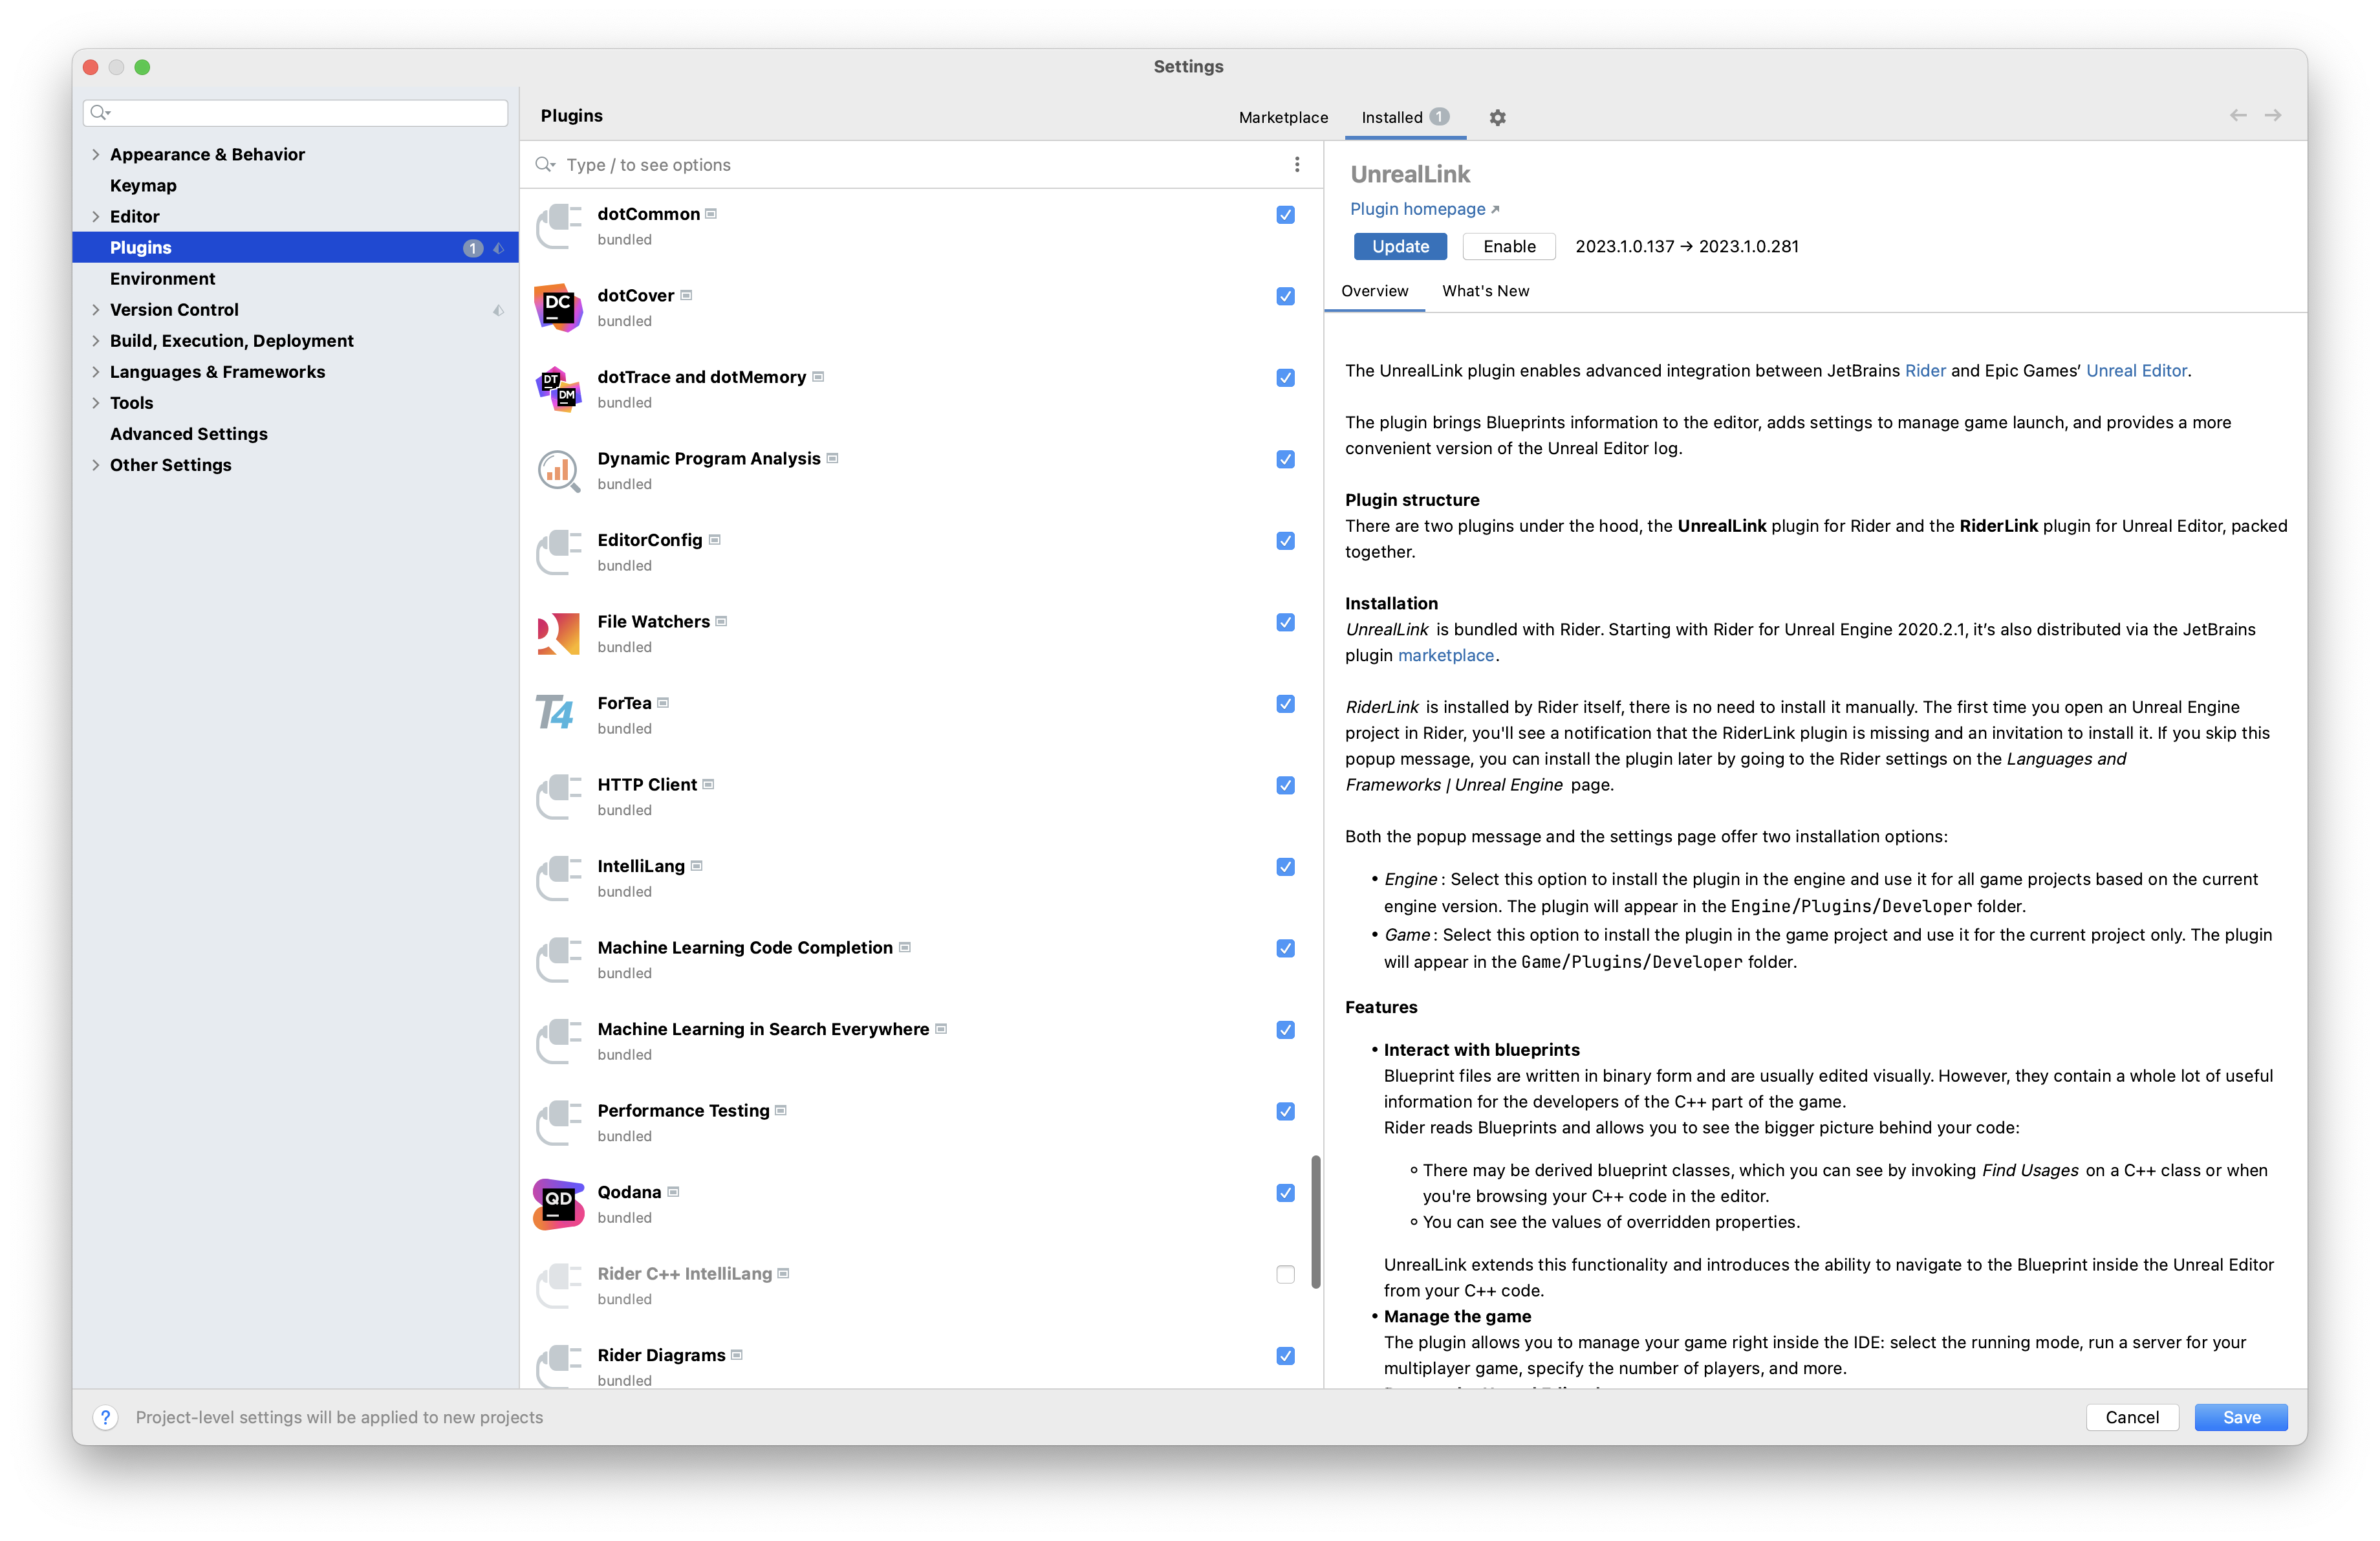 Settings
Appearance & Behavior
Keymap
Editor
Plugins 1
Environment
Version Control
Build, Execution, Deployment
Languages & Frameworks
Tools
Advanced Settings
Other Settings
Plugins
Marketplace
Installed 1
Type / to see options
dotCommon
bundled
DC
dotCover
bundled
DT
DM
dotTrace and dotMemory
bundled
Dynamic Program Analysis
bundled
EditorConfig
bundled
File Watchers
bundled
T4
ForTea
bundled
HTTP Client
bundled
IntelliLang
bundled
Machine Learning Code Completion
bundled
Machine Learning in Search Everywhere
bundled
Performance Testing
bundled
QD
Qodana
bundled
Rider C++ IntelliLang
bundled
Rider Diagrams
bundled
UnrealLink
Plugin homepage ↗
Update Enable 2023.1.0.137 → 2023.1.0.281
Overview What's New
The UnrealLink plugin enables advanced integration between JetBrains Rider and Epic Games’ Unreal Editor.
The plugin brings Blueprints information to the editor, adds settings to manage game launch, and provides a more
convenient version of the Unreal Editor log.
Plugin structure
There are two plugins under the hood, the UnrealLink plugin for Rider and the RiderLink plugin for Unreal Editor, packed
together.
Installation
UnrealLink is bundled with Rider. Starting with Rider for Unreal Engine 2020.2.1, it’s also distributed via the JetBrains
plugin marketplace.
RiderLink is installed by Rider itself, there is no need to install it manually. The first time you open an Unreal Engine
project in Rider, you'll see a notification that the RiderLink plugin is missing and an invitation to install it. If you skip this
popup message, you can install the plugin later by going to the Rider settings on the Languages and
Frameworks | Unreal Engine page.
Both the popup message and the settings page offer two installation options:
• Engine: Select this option to install the plugin in the engine and use it for all game projects based on the current
engine version. The plugin will appear in the Engine/Plugins/Developer folder.
• Game: Select this option to install the plugin in the game project and use it for the current project only. The plugin
will appear in the Game/Plugins/Developer folder.
Features
• Interact with blueprints
Blueprint files are written in binary form and are usually edited visually. However, they contain a whole lot of useful
information for the developers of the C++ part of the game.
Rider reads Blueprints and allows you to see the bigger picture behind your code:
∘ There may be derived blueprint classes, which you can see by invoking Find Usages on a C++ class or when
you're browsing your C++ code in the editor.
∘ You can see the values of overridden properties.
UnrealLink extends this functionality and introduces the ability to navigate to the Blueprint inside the Unreal Editor
from your C++ code.
• Manage the game
The plugin allows you to manage your game right inside the IDE: select the running mode, run a server for your
multiplayer game, specify the number of players, and more.
? Project-level settings will be applied to new projects
Cancel Save